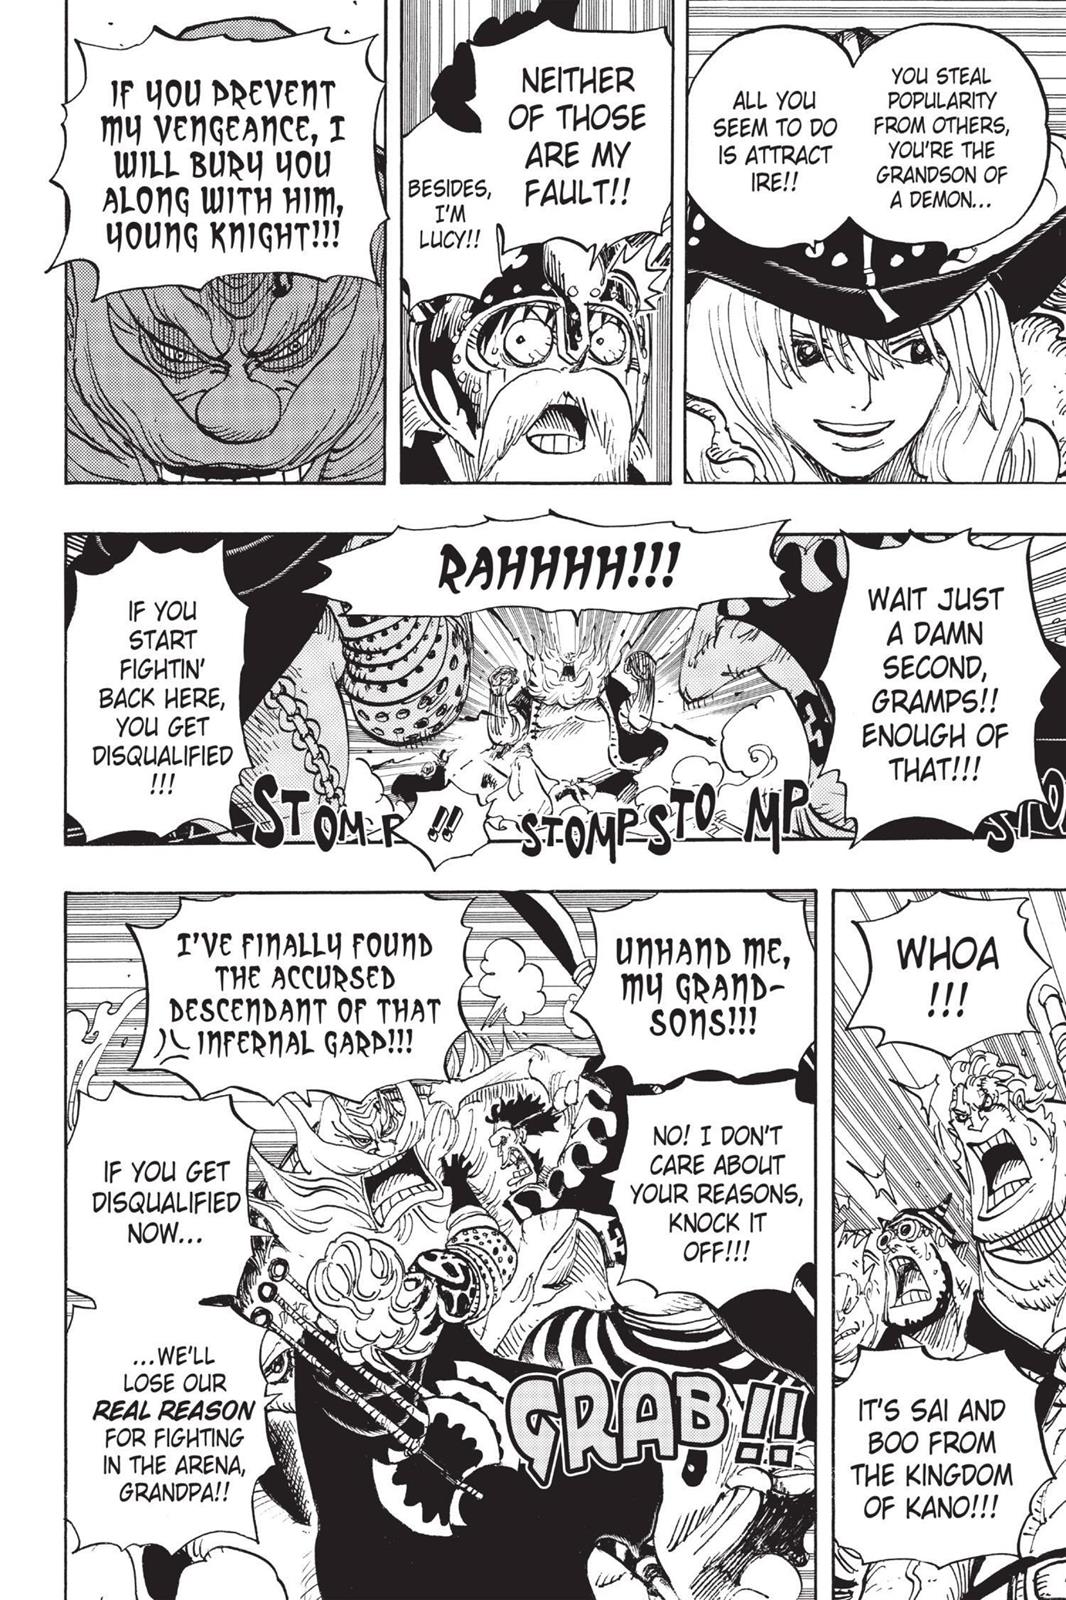 YOU STEAL
POPULARITY
FROM OTHERS,
YOU'RE THE
GRANDSON OF
A DEMON...
ALL YOU
SEEM TO DO
IS ATTRACT
IRE!!
NEITHER
OF THOSE
ARE MY
FAULT!!
BESIDES,
I'M
LUCY!!
IF YOU PREVENT
MY VENGEANCE, I
WILL BURY YOU
ALONG WITH HIM,
YOUNG KNIGHT!!!
WAIT JUST
A DAMN
SECOND,
GRAMPS!!
ENOUGH OF
THAT!!!
RAHHHH!!!
IF YOU
START
FIGHTIN'
BACK HERE,
YOU GET
DISQUALIFIED
!!!
STO
STOMP
STOMP
!!
STOMP
WHOA
!!!
IT'S SAI AND
BOO FROM
THE KINGDOM
OF KANO!!!
UNHAND ME,
MY GRAND-
SONS!!!
NO! I DON'T
CARE ABOUT
YOUR REASONS,
KNOCK IT
OFF!!!
I'VE FINALLY FOUND
THE ACCURSED
DESCENDANT OF THAT
INFERNAL GARP!!!
GRAB!!
IF YOU GET
DISQUALIFIED
NOW...
...WE'LL
LOSE OUR
REAL REASON
FOR FIGHTING
IN THE ARENA,
GRANDPA!!